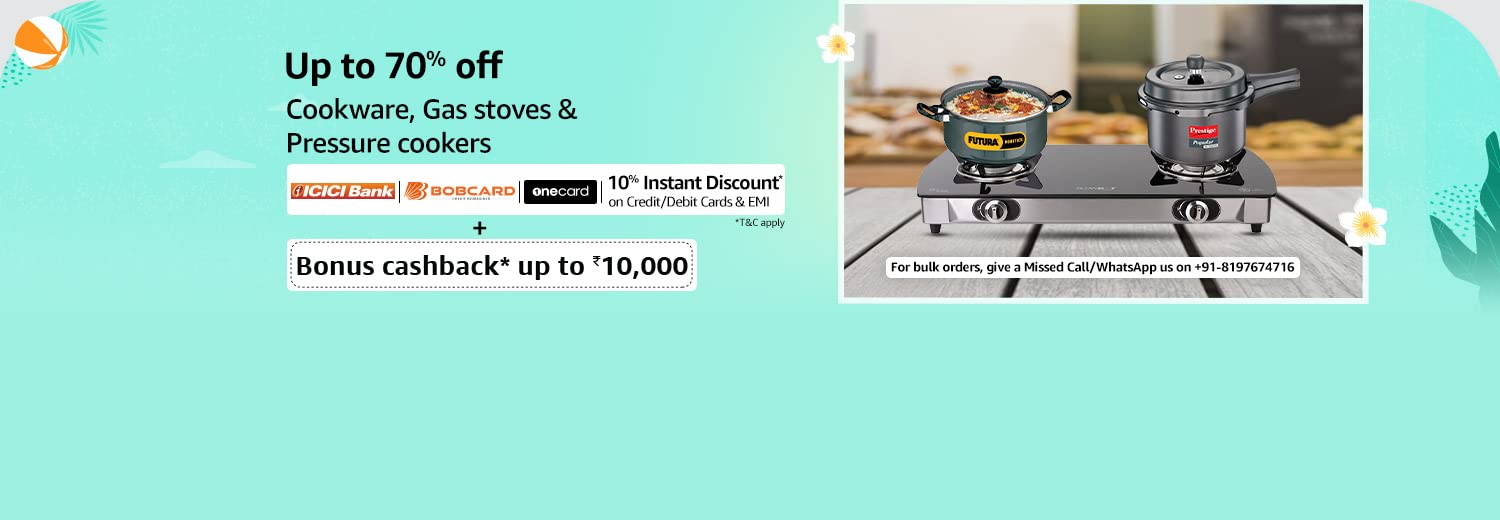 Up to 70% off
Cookware, Gas stoves &
Pressure cookers
ICICI Bank
BOBCARD
onecard
10% Instant Discount*
on Credit/Debit Cards & EMI
*T&C apply
+
Bonus cashback* up to ₹10,000
FUTURA NONSTICK
Prestige
Popular
For bulk orders, give a Missed Call/WhatsApp us on +91-8197674716